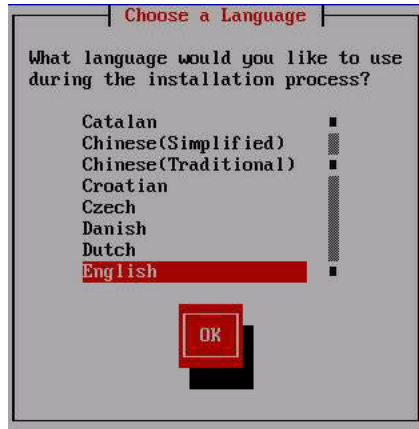 Choose a Language
What language would you like to use
during the installation process?
Catalan
Chinese(Simplified)
Chinese(Traditional)
Croatian
Czech
Danish
Dutch
English
OK